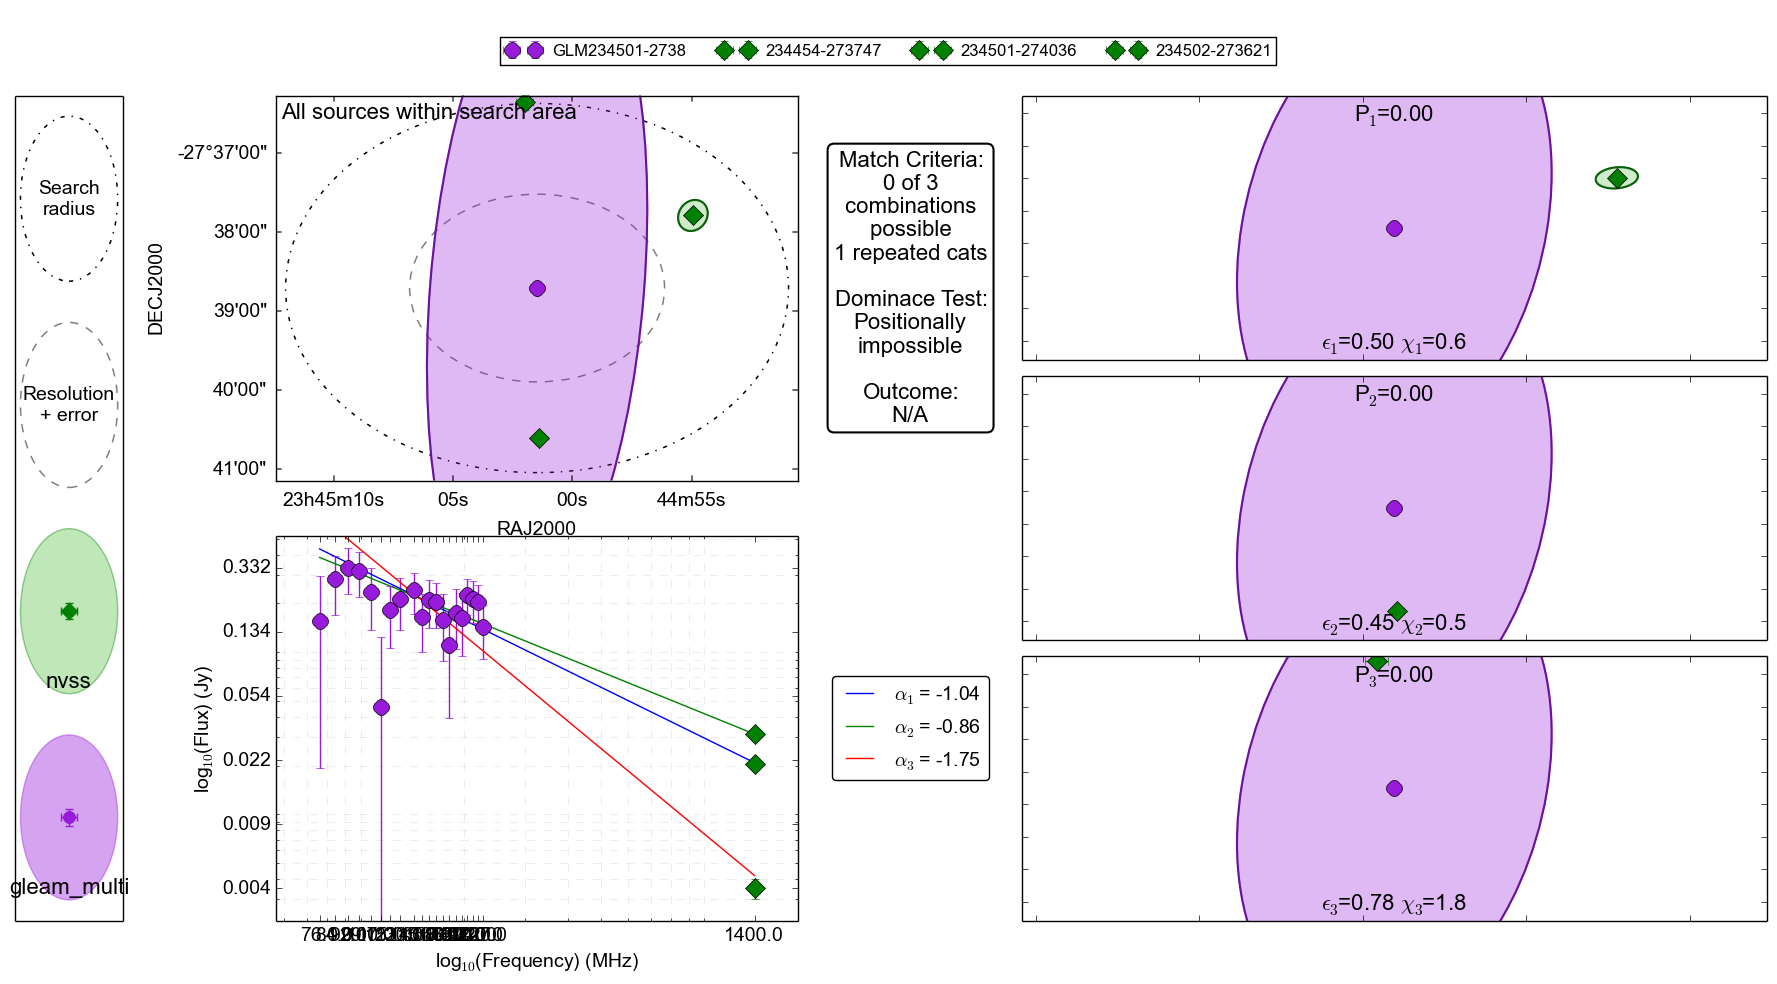 GLM234501-2738 234454-273747 234501-274036 234502-273621
Search
radius
Resolution
+ error
nvss
gleam_multi
All sources within search area
DECJ2000
-27°37'00"
38'00"
39'00"
40'00"
41'00"
23h45m10s 05s 00s 44m55s
RAJ2000
Match Criteria:
0 of 3
combinations
possible
1 repeated cats
Dominace Test:
Positionally
impossible
Outcome:
N/A
log₁₀(Flux) (Jy)
0.332
0.134
0.054
0.022
0.009
0.004
1400.0
log₁₀(Frequency) (MHz)
α₁ = -1.04
α₂ = -0.86
α₃ = -1.75
P₁=0.00
ϵ₁=0.50 χ₁=0.6
P₂=0.00
ϵ₂=0.45 χ₂=0.5
P₃=0.00
ϵ₃=0.78 χ₃=1.8